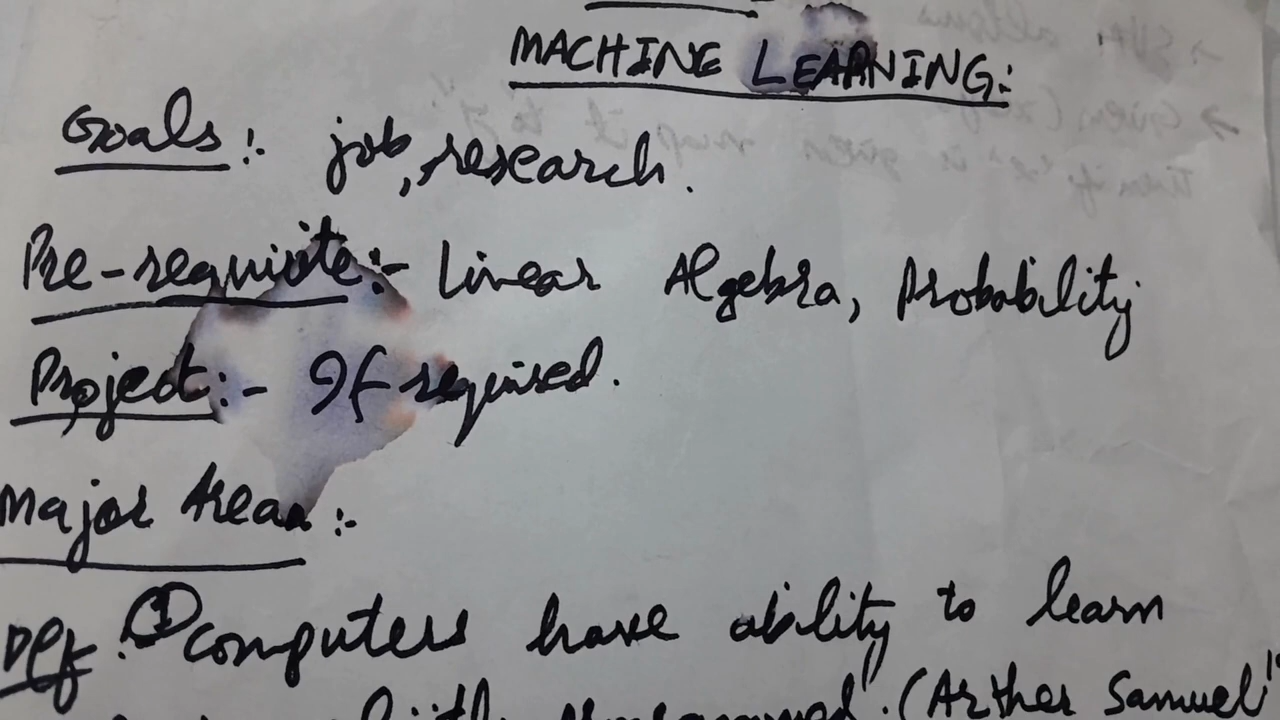 MACHINE LEARNING:
Goals:- job, research.
Pre-requisite:- Linear Algebra, Probability
Project:- If required.
Major Area:-
Def. ① Computers have ability to learn
programmed". (Arther Samuel